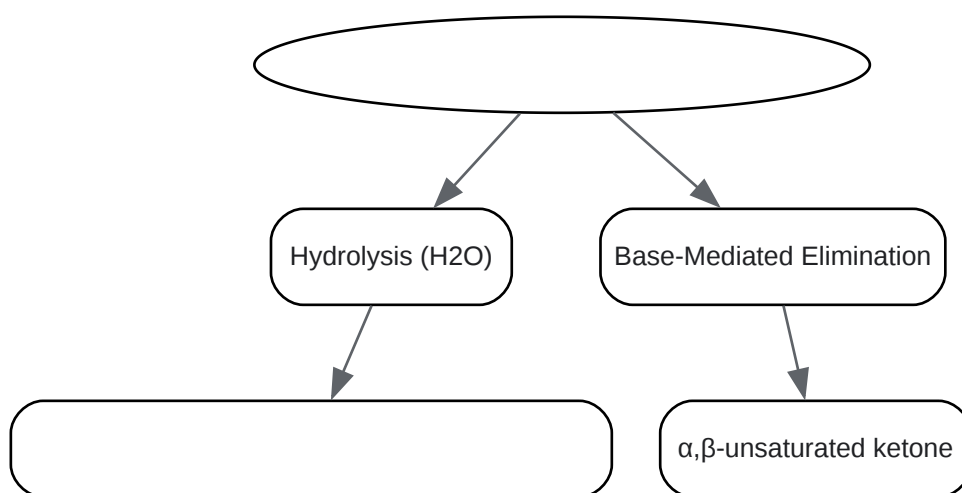 Hydrolysis (H2O)
Base-Mediated Elimination
α,β-unsaturated ketone